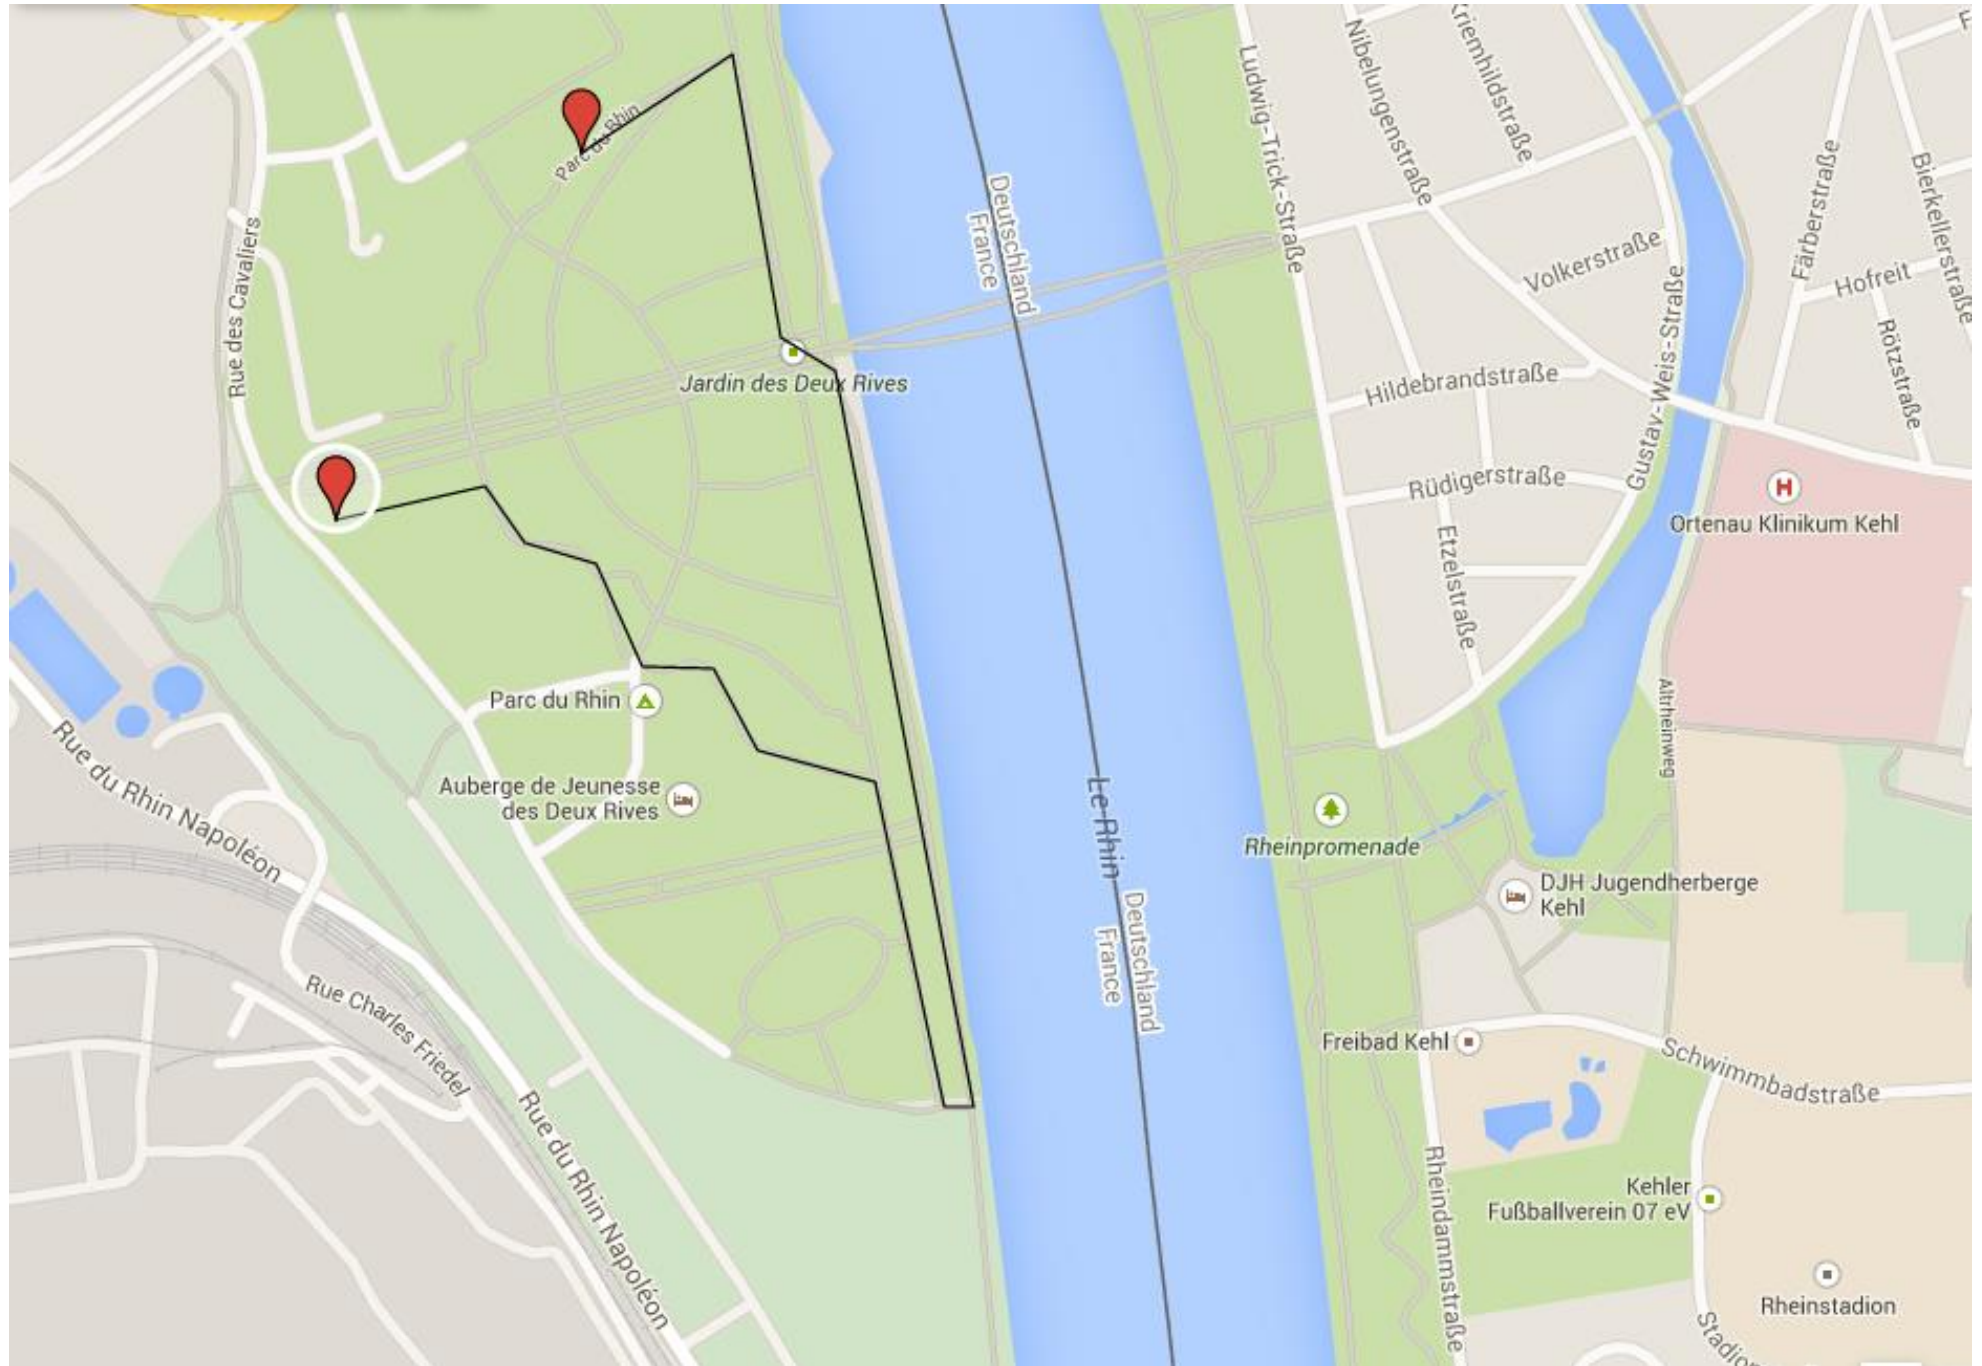 Parc du Rhin
Rue des Cavaliers
Jardin des Deux Rives
Deutschland
France
Ludwig-Trick-Straße
Nibelungenstraße
Kriemhildstraße
Volkerstraße
Gustav-Weis-Straße
Färberstraße
Bierkellerstraße
Hofreit
Rötzstraße
Hildebrandstraße
Rüdigerstraße
Etzelstraße
H
Ortenau Klinikum Kehl
Altrheinweg
Parc du Rhin
Auberge de Jeunesse
des Deux Rives
Rue du Rhin Napoléon
Rue Charles Friedel
Rue du Rhin Napoléon
Le Rhin
Deutschland
France
Rheinpromenade
DJH Jugendherberge
Kehl
Freibad Kehl
Schwimmbadstraße
Rheindammstraße
Kehler
Fußballverein 07 eV
Rheinstadion
Stadion